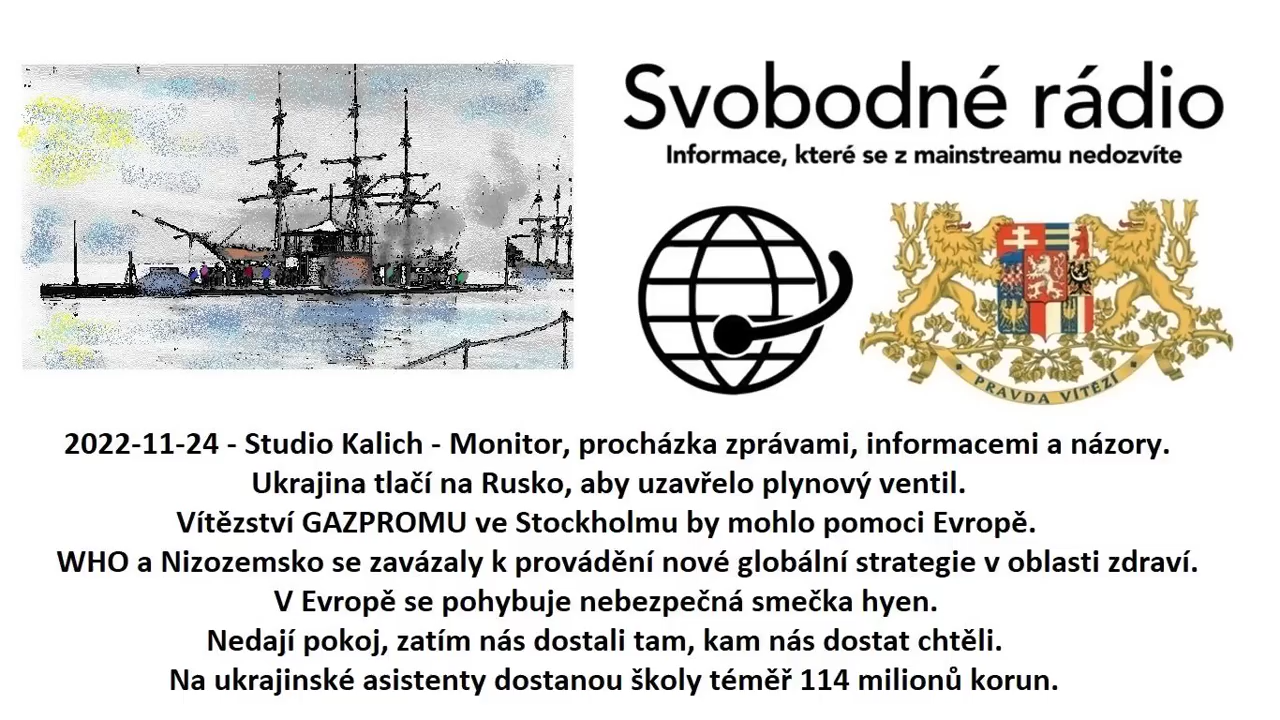 Svobodné rádio
Informace, které se z mainstreamu nedozvíte
PRAVDA VÍTĚZÍ
2022-11-24 - Studio Kalich - Monitor, procházka zprávami, informacemi a názory.
Ukrajina tlačí na Rusko, aby uzavřelo plynový ventil.
Vítězství GAZPROMU ve Stockholmu by mohlo pomoci Evropě.
WHO a Nizozemsko se zavázaly k provádění nové globální strategie v oblasti zdraví.
V Evropě se pohybuje nebezpečná smečka hyen.
Nedají pokoj, zatím nás dostali tam, kam nás dostat chtěli.
Na ukrajinské asistenty dostanou školy téměř 114 milionů korun.